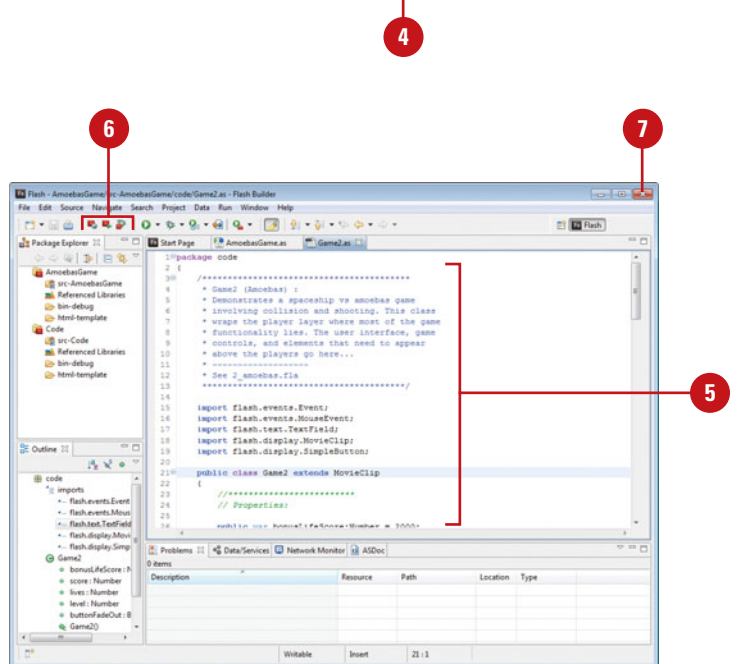 4
6
7
Flash - AmoebasGame/src-AmoebasGame/code/Game2.as - Flash Builder
File Edit Source Navigate Search Project Data Run Window Help
Flash
Package Explorer
Start Page AmoebasGame.as Game2.as
AmoebasGame
src-AmoebasGame
Referenced Libraries
bin-debug
html-template
Code
src-Code
Referenced Libraries
bin-debug
html-template
1 package code
2 {
3 /*****************************************
4 * Game2 (Amoebas) :
5 * Demonstrates a spaceship vs amoebas game
6 * involving collision and shooting. This class
7 * wraps the player layer where most of the game
8 * functionality lies. The user interface, game
9 * controls, and elements that need to appear
10 * above the players go here...
11 * -------------------
12 * See 2_amoebas.fla
13 *****************************************/
14
15 import flash.events.Event;
16 import flash.events.MouseEvent;
17 import flash.text.TextField;
18 import flash.display.MovieClip;
19 import flash.display.SimpleButton;
20
21 public class Game2 extends MovieClip
22 {
23 //*************************
24 // Properties:
25
26 public var bonusLifeScore:Number = 2000;
5
Outline
code
imports
flash.events.Event
flash.events.Mous
flash.text.TextField
flash.display.Movi
flash.display.Simp
Game2
bonusLifeScore : N
score : Number
lives : Number
level : Number
buttonFadeOut : B
Game2()
Problems Data/Services Network Monitor ASDoc
0 items
Description Resource Path Location Type
Writable Insert 21 : 1